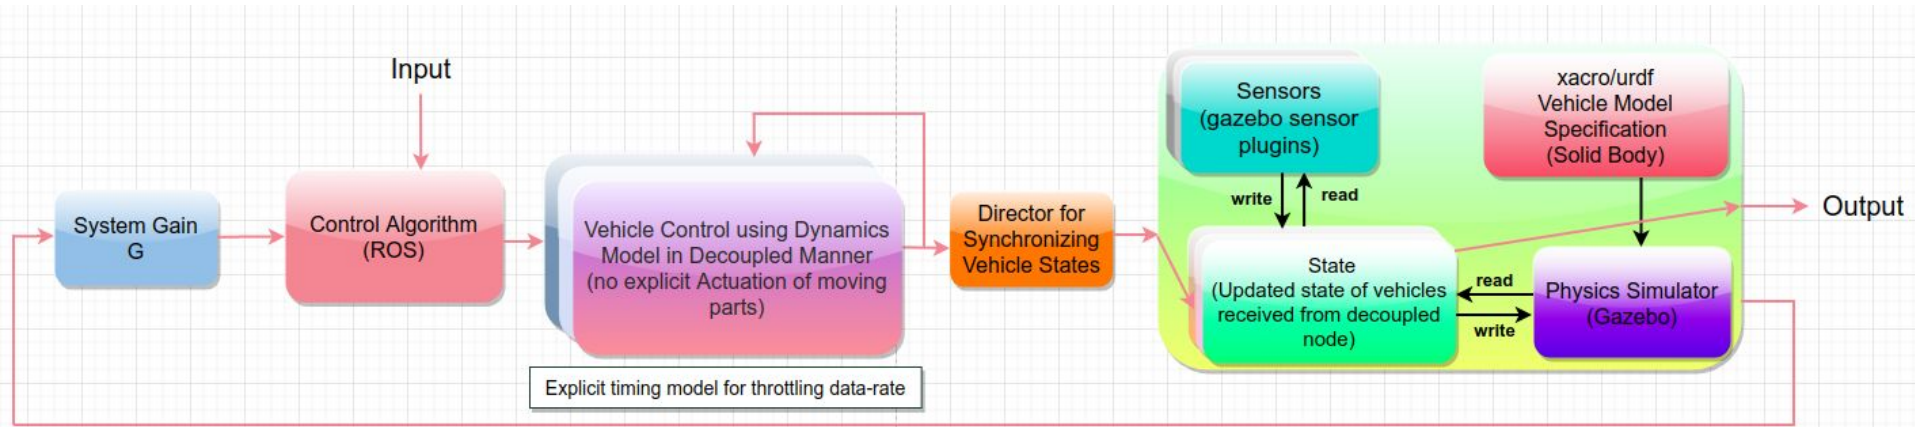 Input
System Gain
G
Control Algorithm
(ROS)
Vehicle Control using Dynamics
Model in Decoupled Manner
(no explicit Actuation of moving
parts)
Explicit timing model for throttling data-rate
Director for
Synchronizing
Vehicle States
Sensors
(gazebo sensor
plugins)
write
read
State
(Updated state of vehicles
received from decoupled
node)
xacro/urdf
Vehicle Model
Specification
(Solid Body)
read
write
Physics Simulator
(Gazebo)
Output